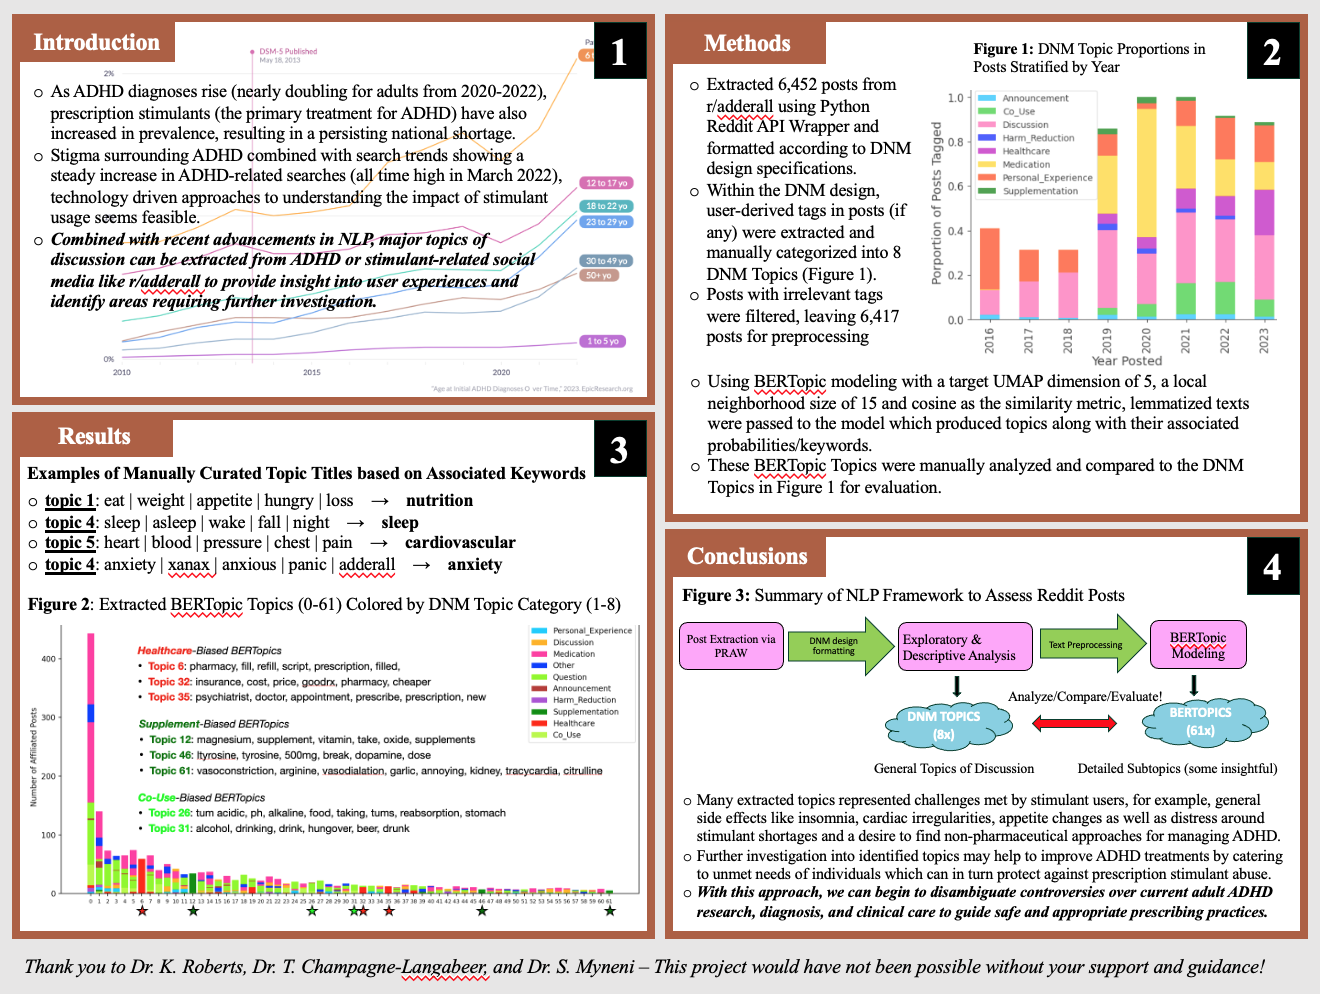 Introduction
1
DSM-5 Published
May 18, 2013
Pa
6
2%
○ As ADHD diagnoses rise (nearly doubling for adults from 2020-2022),
prescription stimulants (the primary treatment for ADHD) have also
increased in prevalence, resulting in a persisting national shortage.
○ Stigma surrounding ADHD combined with search trends showing a
steady increase in ADHD-related searches (all time high in March 2022),
technology driven approaches to understanding the impact of stimulant
usage seems feasible.
○ Combined with recent advancements in NLP, major topics of
discussion can be extracted from ADHD or stimulant-related social
media like r/adderall to provide insight into user experiences and
identify areas requiring further investigation.
12 to 17 yo
18 to 22 yo
23 to 29 yo
30 to 49 yo
50+ yo
1 to 5 yo
0%
2010
2015
2020
"Age at Initial ADHD Diagnoses Over Time," 2023. EpicResearch.org
Methods
2
○ Extracted 6,452 posts from
r/adderall using Python
Reddit API Wrapper and
formatted according to DNM
design specifications.
○ Within the DNM design,
user-derived tags in posts (if
any) were extracted and
manually categorized into 8
DNM Topics (Figure 1).
○ Posts with irrelevant tags
were filtered, leaving 6,417
posts for preprocessing
Figure 1: DNM Topic Proportions in
Posts Stratified by Year
Porportion of Posts Tagged
1.0
0.8
0.6
0.4
0.2
0.0
Announcement
Co_Use
Discussion
Harm_Reduction
Healthcare
Medication
Personal_Experience
Supplementation
2016 2017 2018 2019 2020 2021 2022 2023
Year Posted
○ Using BERTopic modeling with a target UMAP dimension of 5, a local
neighborhood size of 15 and cosine as the similarity metric, lemmatized texts
were passed to the model which produced topics along with their associated
probabilities/keywords.
○ These BERTopic Topics were manually analyzed and compared to the DNM
Topics in Figure 1 for evaluation.
Results
3
Examples of Manually Curated Topic Titles based on Associated Keywords
○ topic 1: eat | weight | appetite | hungry | loss → nutrition
○ topic 4: sleep | asleep | wake | fall | night → sleep
○ topic 5: heart | blood | pressure | chest | pain → cardiovascular
○ topic 4: anxiety | xanax | anxious | panic | adderall → anxiety
Figure 2: Extracted BERTopic Topics (0-61) Colored by DNM Topic Category (1-8)
Number of Affiliated Posts
400
300
200
100
0
Healthcare-Biased BERTopics
• Topic 6: pharmacy, fill, refill, script, prescription, filled,
• Topic 32: insurance, cost, price, goodrx, pharmacy, cheaper
• Topic 35: psychiatrist, doctor, appointment, prescribe, prescription, new
Supplement-Biased BERTopics
• Topic 12: magnesium, supplement, vitamin, take, oxide, supplements
• Topic 46: ltyrosine, tyrosine, 500mg, break, dopamine, dose
• Topic 61: vasoconstriction, arginine, vasodialation, garlic, annoying, kidney, tracycardia, citrulline
Co-Use-Biased BERTopics
• Topic 26: tum acidic, ph, alkaline, food, taking, tums, reabsorption, stomach
• Topic 31: alcohol, drinking, drink, hungover, beer, drunk
Personal_Experience
Discussion
Medication
Other
Question
Announcement
Harm_Reduction
Supplementation
Healthcare
Co_Use
0 1 2 3 4 5 6 7 8 9 10 11 12 13 14 15 16 17 18 19 20 21 22 23 24 25 26 27 28 29 30 31 32 33 34 35 36 37 38 39 40 41 42 43 44 45 46 47 48 49 50 51 52 53 54 55 56 57 58 59 60 61
Conclusions
4
Figure 3: Summary of NLP Framework to Assess Reddit Posts
Post Extraction via
PRAW
DNM design
formatting
Exploratory &
Descriptive Analysis
Text Preprocessing
BERTopic
Modeling
Analyze/Compare/Evaluate!
DNM TOPICS
(8x)
BERTOPICS
(61x)
General Topics of Discussion
Detailed Subtopics (some insightful)
○ Many extracted topics represented challenges met by stimulant users, for example, general
side effects like insomnia, cardiac irregularities, appetite changes as well as distress around
stimulant shortages and a desire to find non-pharmaceutical approaches for managing ADHD.
○ Further investigation into identified topics may help to improve ADHD treatments by catering
to unmet needs of individuals which can in turn protect against prescription stimulant abuse.
○ With this approach, we can begin to disambiguate controversies over current adult ADHD
research, diagnosis, and clinical care to guide safe and appropriate prescribing practices.
Thank you to Dr. K. Roberts, Dr. T. Champagne-Langabeer, and Dr. S. Myneni – This project would have not been possible without your support and guidance!